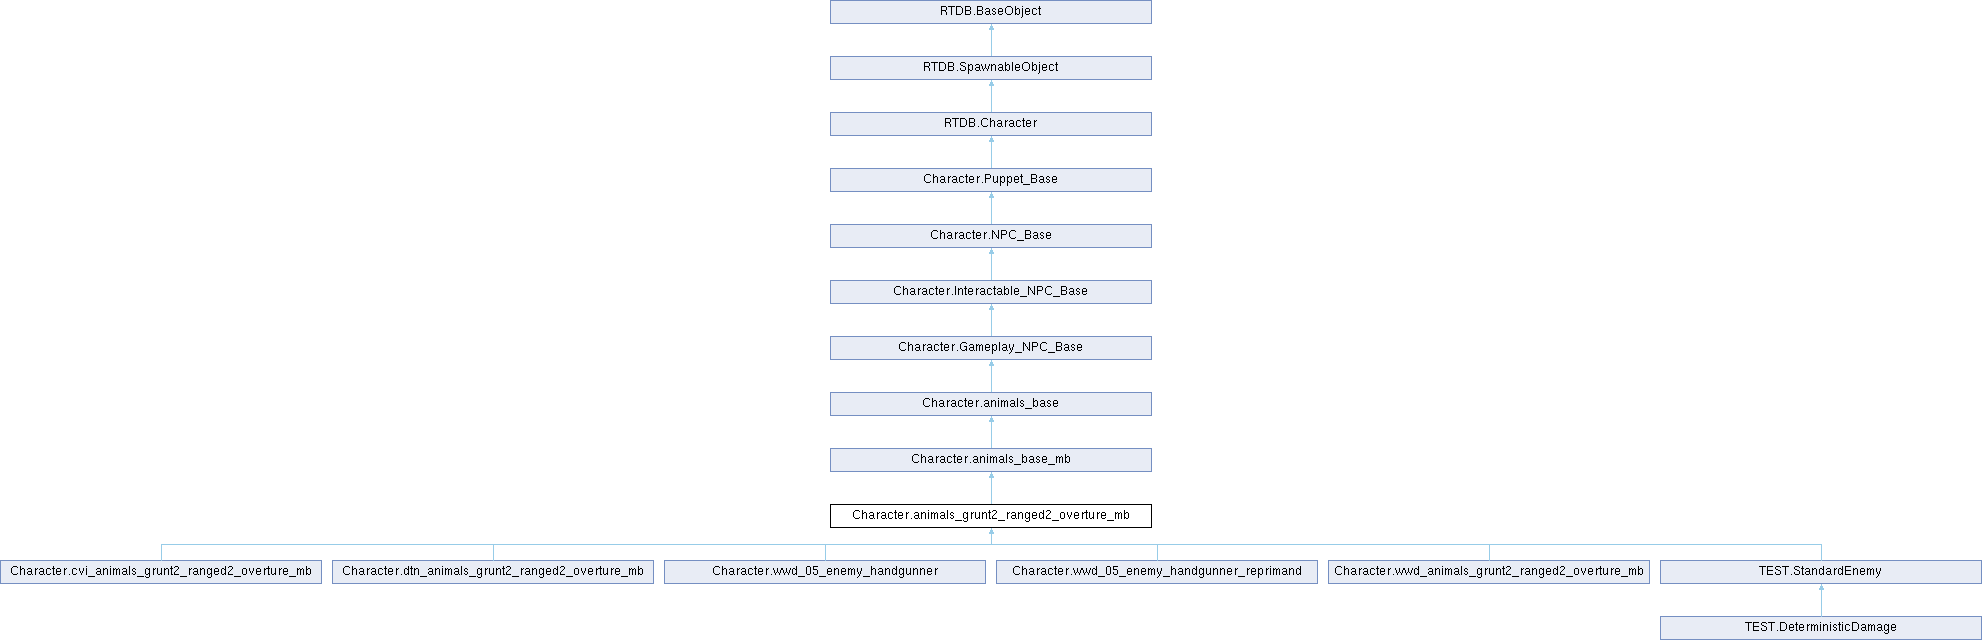 RTDB.BaseObject
RTDB.SpawnableObject
RTDB.Character
Character.Puppet_Base
Character.NPC_Base
Character.Interactable_NPC_Base
Character.Gameplay_NPC_Base
Character.animals_base
Character.animals_base_mb
Character.animals_grunt2_ranged2_overture_mb
Character.cvi_animals_grunt2_ranged2_overture_mb
Character.dtn_animals_grunt2_ranged2_overture_mb
Character.wwd_05_enemy_handgunner
Character.wwd_05_enemy_handgunner_reprimand
Character.wwd_animals_grunt2_ranged2_overture_mb
TEST.StandardEnemy
TEST.DeterministicDamage